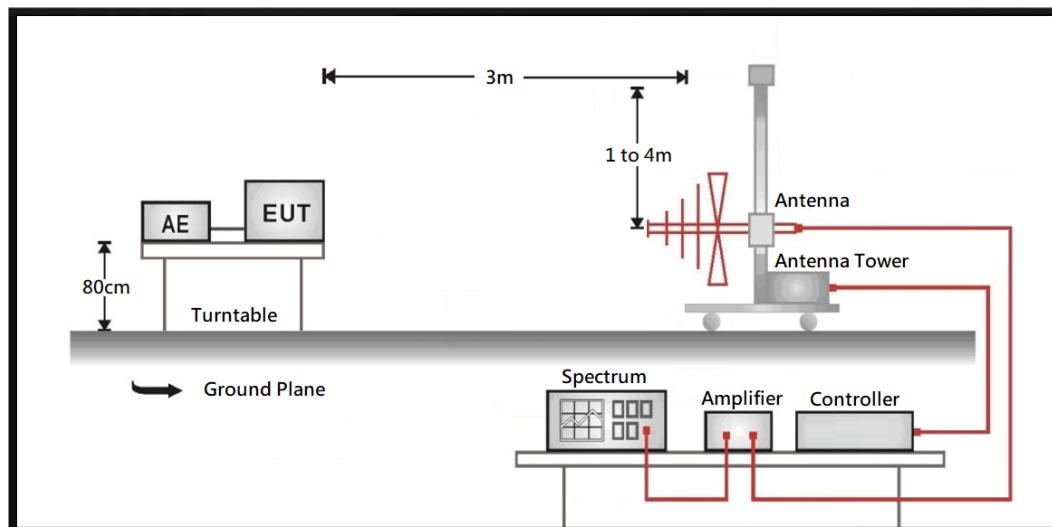 3m
1 to 4m
AE
EUT
Antenna
80cm
Antenna Tower
Turntable
Ground Plane
Spectrum
Amplifier
Controller